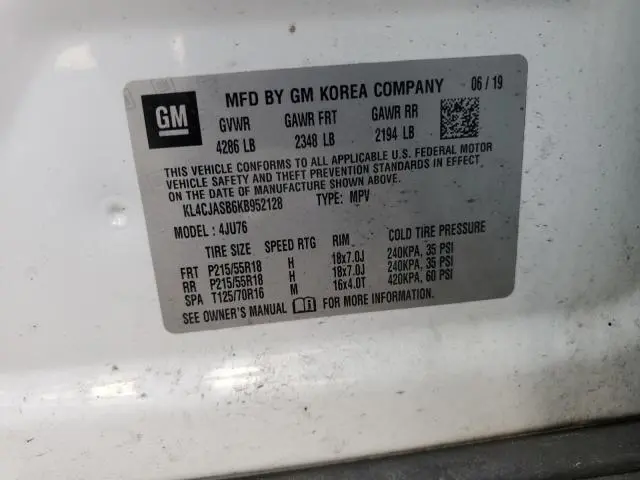 GM
MFD BY GM KOREA COMPANY 06/19
GVWR GAWR FRT GAWR RR
4286 LB 2348 LB 2194 LB
THIS VEHICLE CONFORMS TO ALL APPLICABLE U.S. FEDERAL MOTOR
VEHICLE SAFETY AND THEFT PREVENTION STANDARDS IN EFFECT
ON THE DATE OF MANUFACTURE SHOWN ABOVE.
KL4CJASB6KB952128 TYPE: MPV
MODEL: 4JU76
TIRE SIZE SPEED RTG RIM COLD TIRE PRESSURE
FRT P215/55R18 H 18x7.0J 240KPA, 35 PSI
RR P215/55R18 H 18x7.0J 240KPA, 35 PSI
SPA T125/70R16 M 16x4.0T 420KPA, 60 PSI
SEE OWNER'S MANUAL FOR MORE INFORMATION.